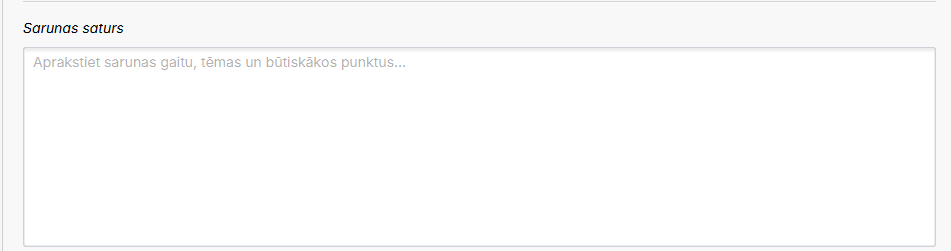 Sarunas saturs
Aprakstiet sarunas gaitu, tēmas un būtiskākos punktus...